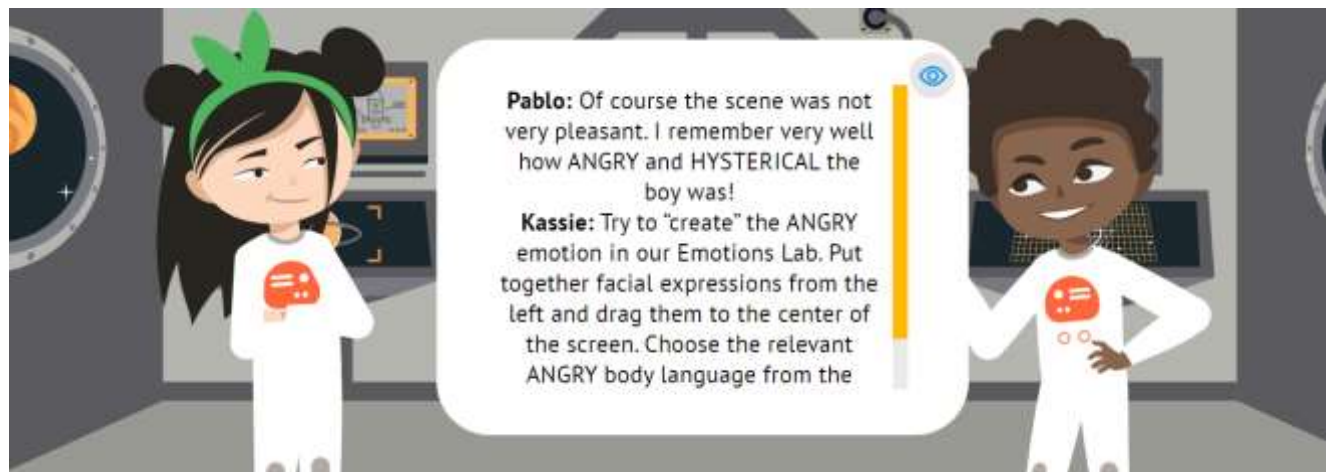 Pablo: Of course the scene was not
very pleasant. I remember very well
how ANGRY and HYSTERICAL the
boy was!
Kassie: Try to “create” the ANGRY
emotion in our Emotions Lab. Put
together facial expressions from the
left and drag them to the center of
the screen. Choose the relevant
ANGRY body language from the